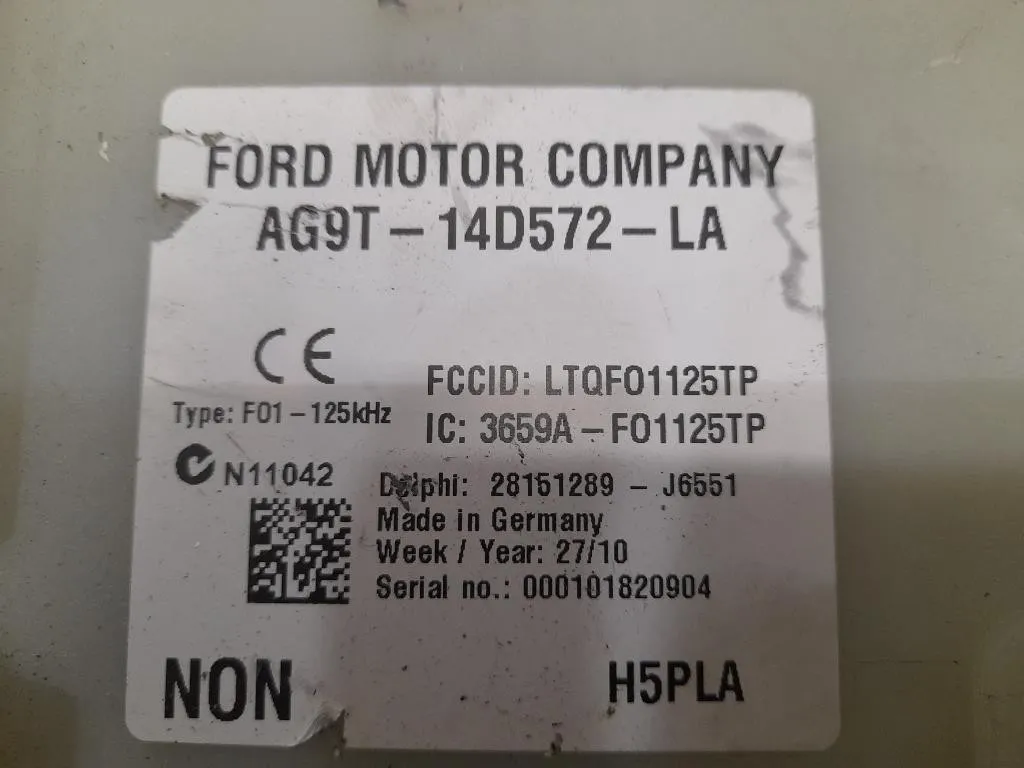 FORD MOTOR COMPANY
AG9T-14D572-LA
CE
FCCID: LTQFO1125TP
Type: FO1-125kHz
IC: 3659A-FO1125TP
N11042
Delphi: 28151289 - J6551
Made in Germany
Week / Year: 27/10
Serial no.: 000101820904
NON
H5PLA